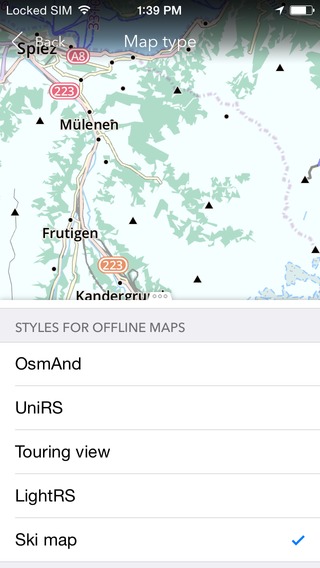 Locked SIM 1:39 PM
Back Map type
Spiez
A8
223
Mülenen
Frutigen
223
Kandergru
STYLES FOR OFFLINE MAPS
OsmAnd
UniRS
Touring view
LightRS
Ski map